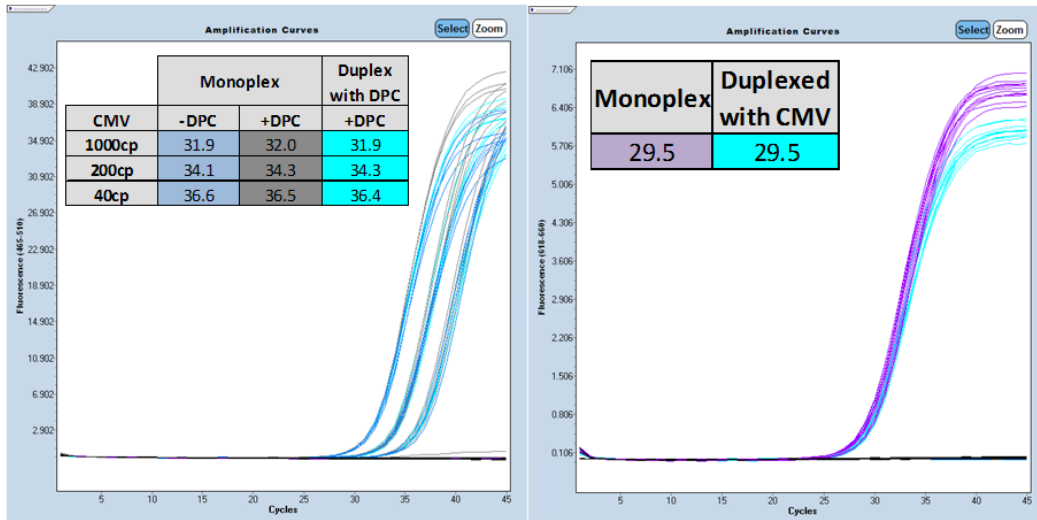 Amplification Curves
Select Zoom
Monoplex Duplex with DPC
CMV -DPC +DPC +DPC
1000cp 31.9 32.0 31.9
200cp 34.1 34.3 34.3
40cp 36.6 36.5 36.4
Fluorescence (465-510)
42.902
38.902
34.902
30.902
26.902
22.902
18.902
14.902
10.902
6.902
2.902
5 10 15 20 25 30 35 40 45
Cycles
Amplification Curves
Select Zoom
Monoplex Duplexed with CMV
29.5 29.5
Fluorescence (618-660)
7.106
6.406
5.706
5.006
4.306
3.606
2.906
2.206
1.506
0.806
0.106
5 10 15 20 25 30 35 40 45
Cycles